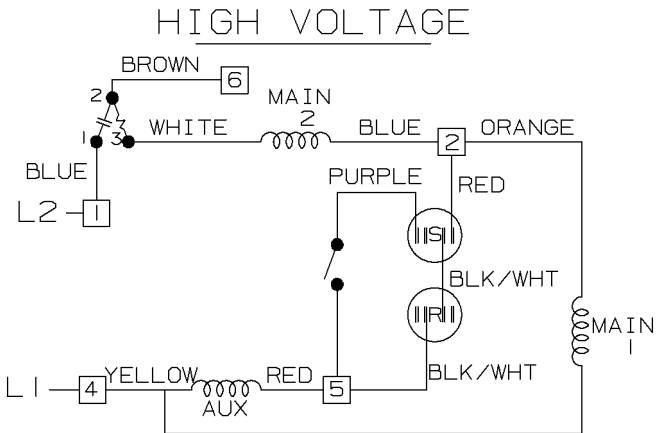 HIGH VOLTAGE
BROWN
6
2
MAIN
2
1
3
WHITE
BLUE
2
ORANGE
BLUE
PURPLE
RED
L2
1
S
BLK/WHT
R
MAIN
1
L1
4
YELLOW
RED
5
BLK/WHT
AUX